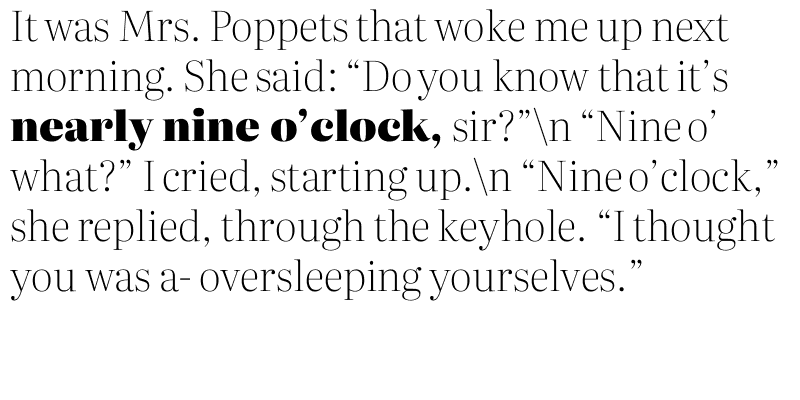 It was Mrs. Poppets that woke me up next
morning. She said: “Do you know that it’s
nearly nine o’clock, sir?”\n “Nine o’
what?” I cried, starting up.\n “Nine o’clock,”
she replied, through the keyhole. “I thought
you was a- oversleeping yourselves.”